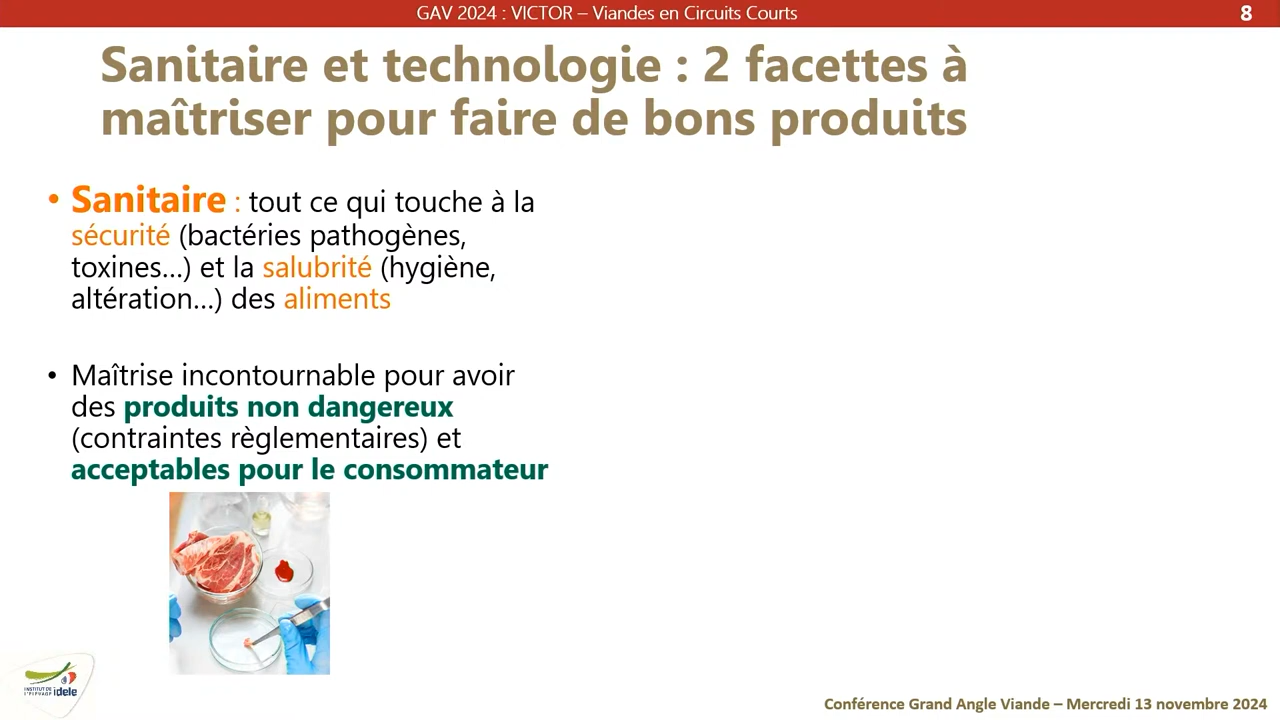 GAV 2024 : VICTOR – Viandes en Circuits Courts
8
Sanitaire et technologie : 2 facettes à
maîtriser pour faire de bons produits
• Sanitaire : tout ce qui touche à la
sécurité (bactéries pathogènes,
toxines...) et la salubrité (hygiène,
altération...) des aliments
• Maîtrise incontournable pour avoir
des produits non dangereux
(contraintes règlementaires) et
acceptables pour le consommateur
INSTITUT DE
L'ÉLEVAGE idele
Conférence Grand Angle Viande – Mercredi 13 novembre 2024